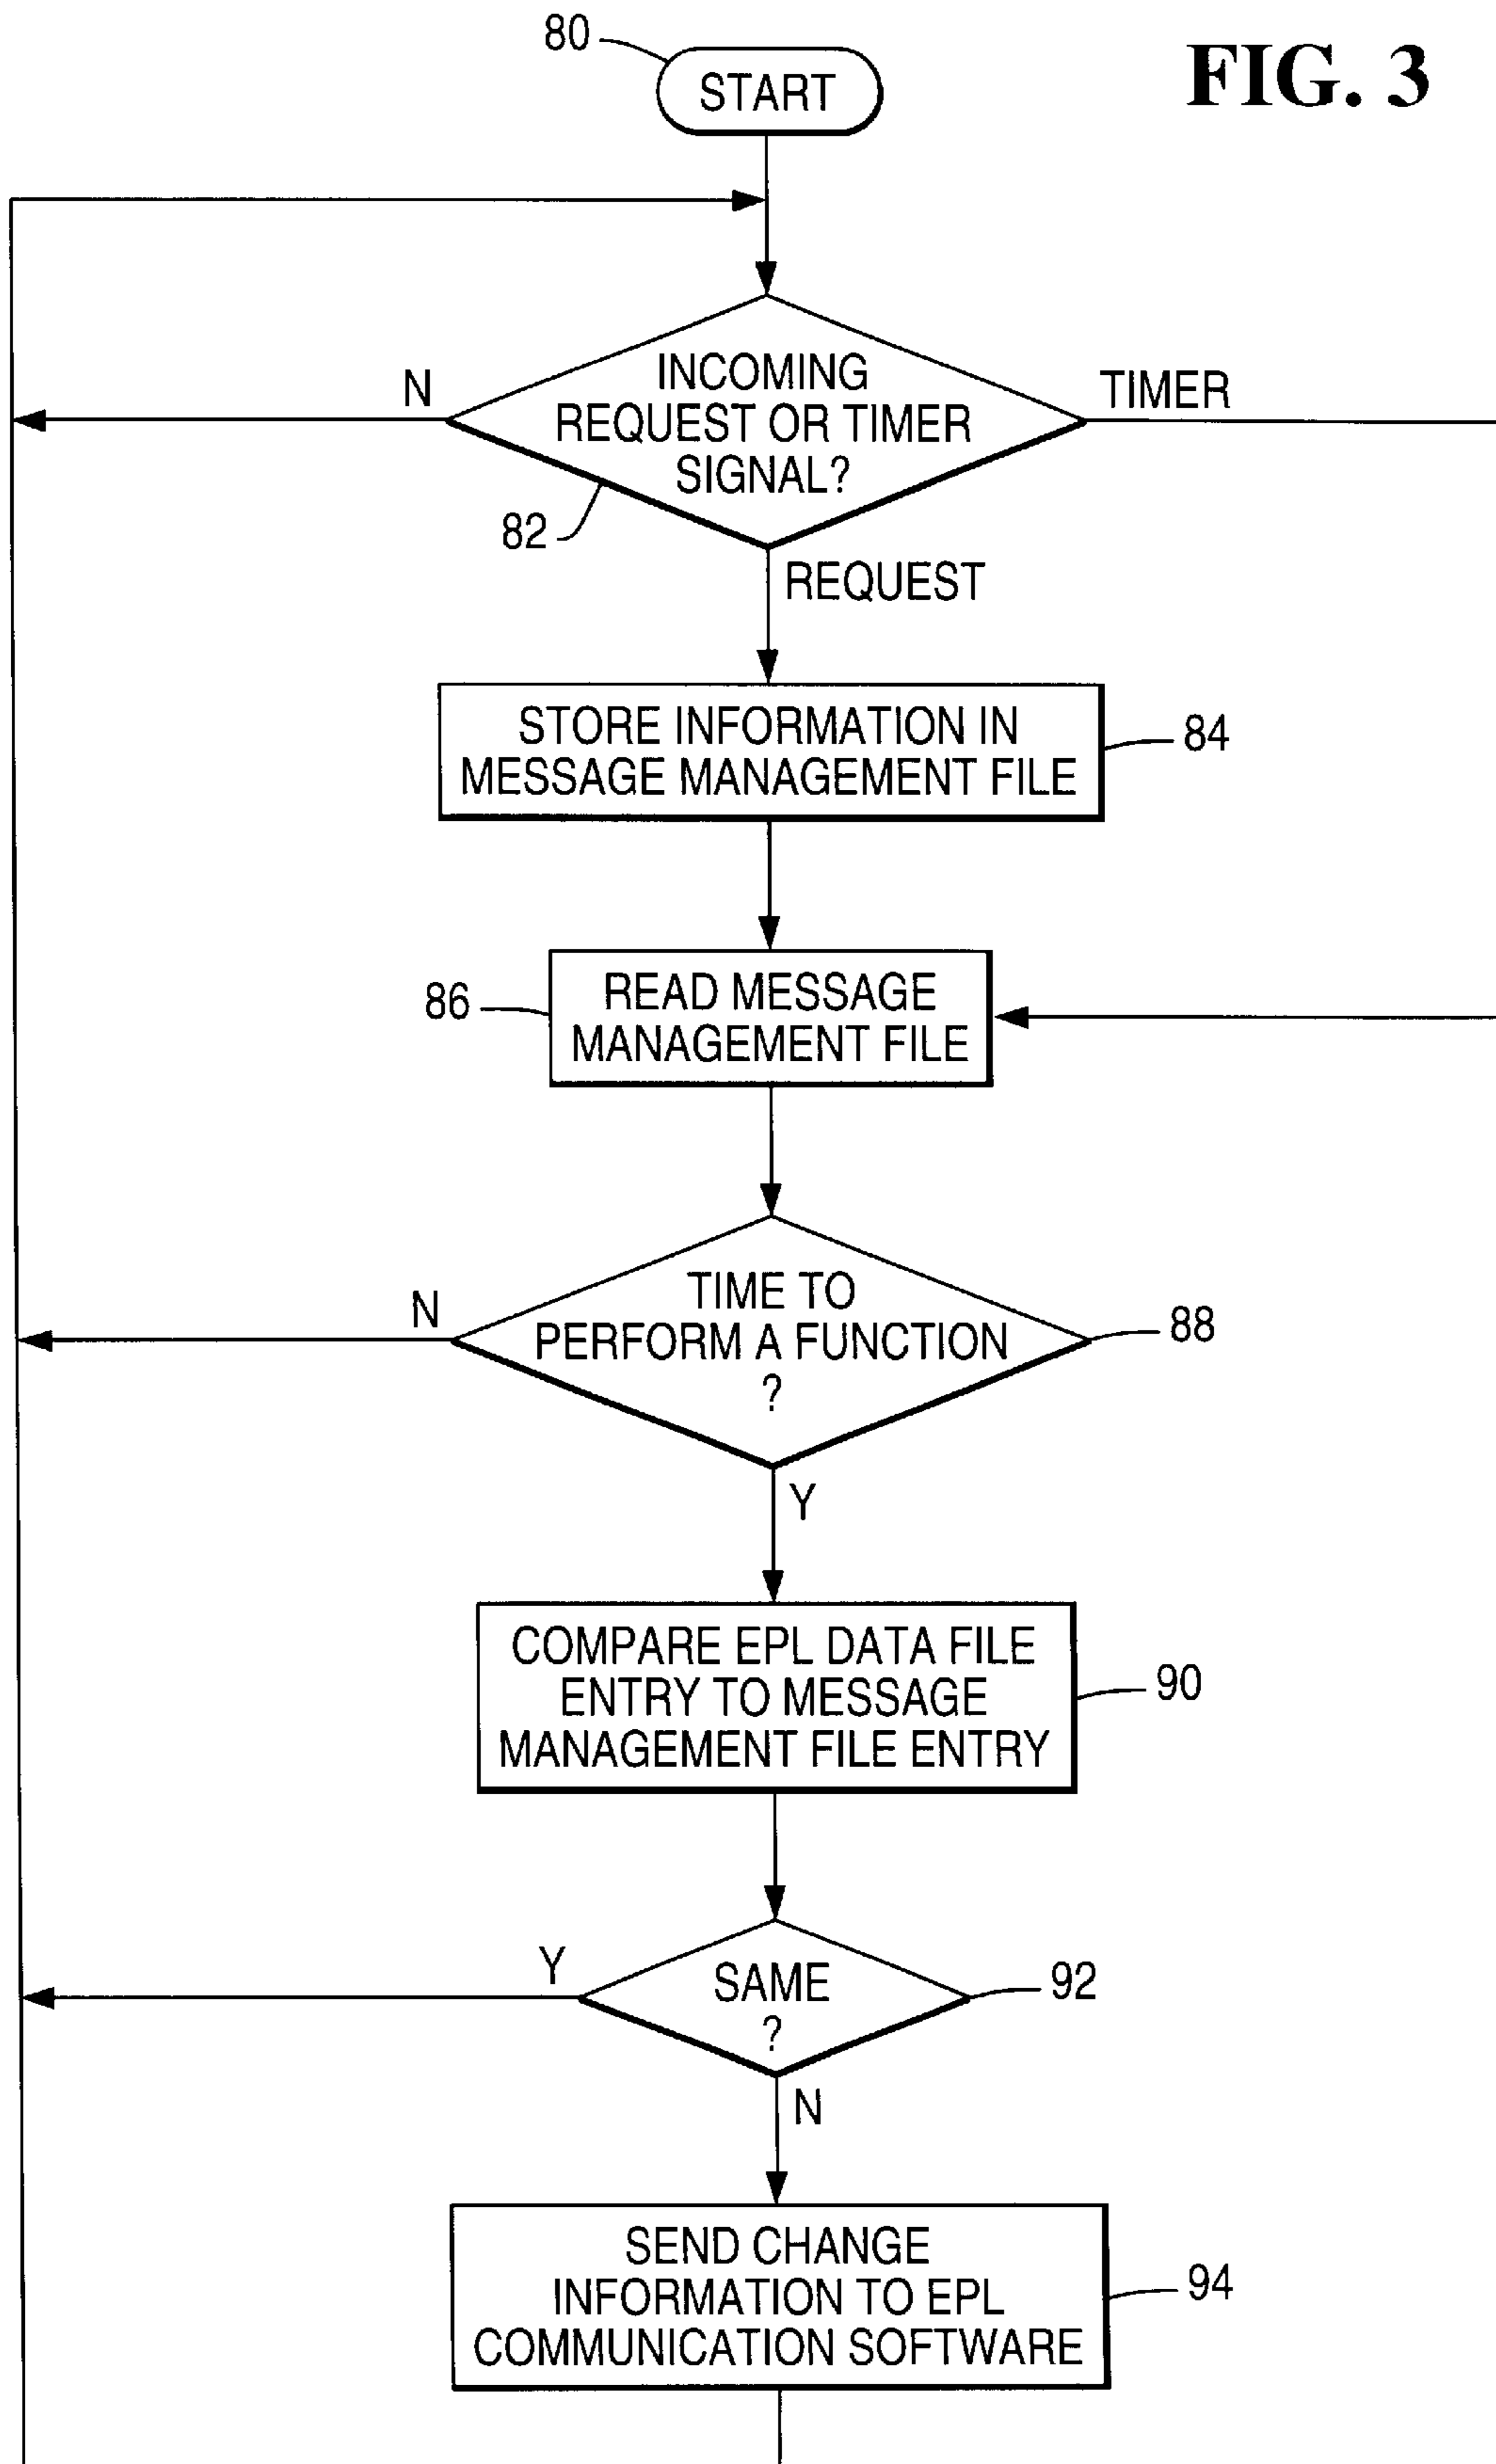 80
START
FIG. 3
N
INCOMING
REQUEST OR TIMER
SIGNAL?
TIMER
82
REQUEST
STORE INFORMATION IN
MESSAGE MANAGEMENT FILE
84
86
READ MESSAGE
MANAGEMENT FILE
N
TIME TO
PERFORM A FUNCTION
?
88
Y
COMPARE EPL DATA FILE
ENTRY TO MESSAGE
MANAGEMENT FILE ENTRY
90
Y
SAME
?
92
N
SEND CHANGE
INFORMATION TO EPL
COMMUNICATION SOFTWARE
94